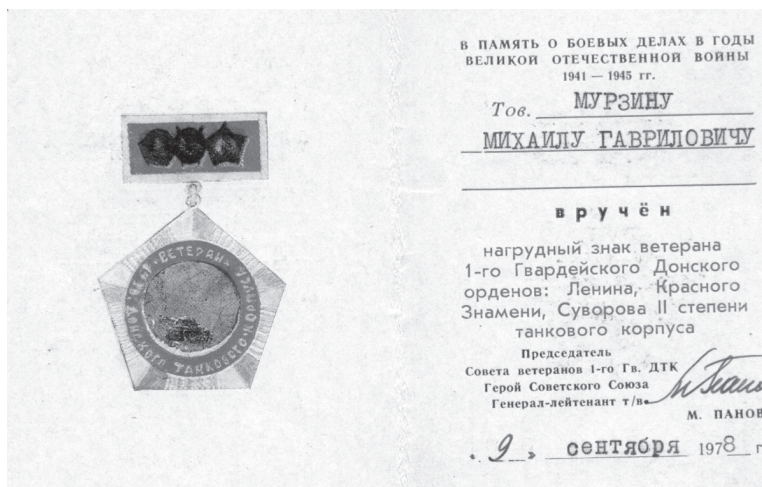 ВЕТЕРАН
ТАНКОВОГО
В ПАМЯТЬ О БОЕВЫХ ДЕЛАХ В ГОДЫ
ВЕЛИКОЙ ОТЕЧЕСТВЕННОЙ ВОЙНЫ
1941 — 1945 гг.
Тов. МУРЗИНУ
МИХАИЛУ ГАВРИЛОВИЧУ
вручён
нагрудный знак ветерана
1-го Гвардейского Донского
орденов: Ленина, Красного
Знамени, Суворова II степени
танкового корпуса
Председатель
Совета ветеранов 1-го Гв. ДТК
Герой Советского Союза
Генерал-лейтенант т/в
М. ПАНОВ
„ 9 " сентября 1978 г